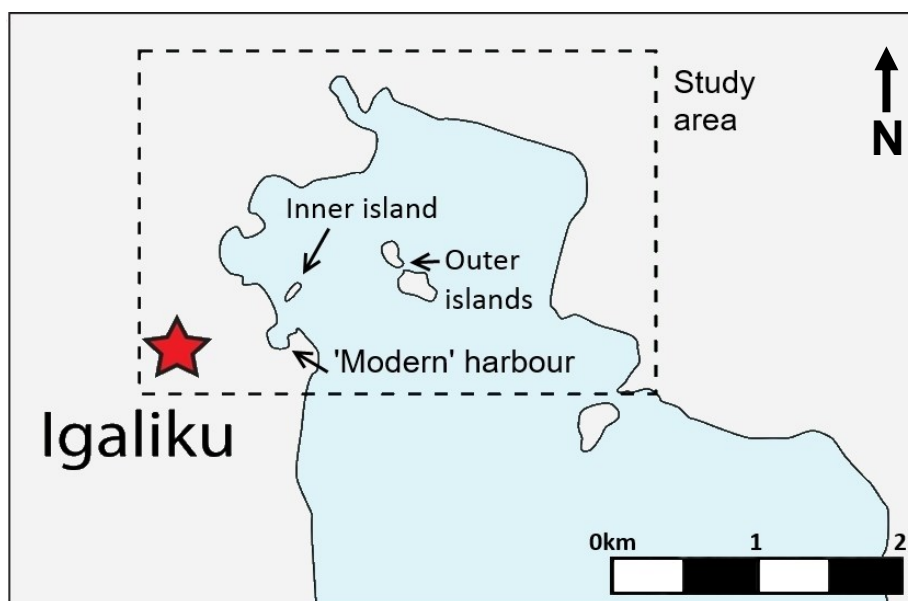 Study
area
N
Inner island
Outer
islands
'Modern' harbour
Igaliku
0km 1 2